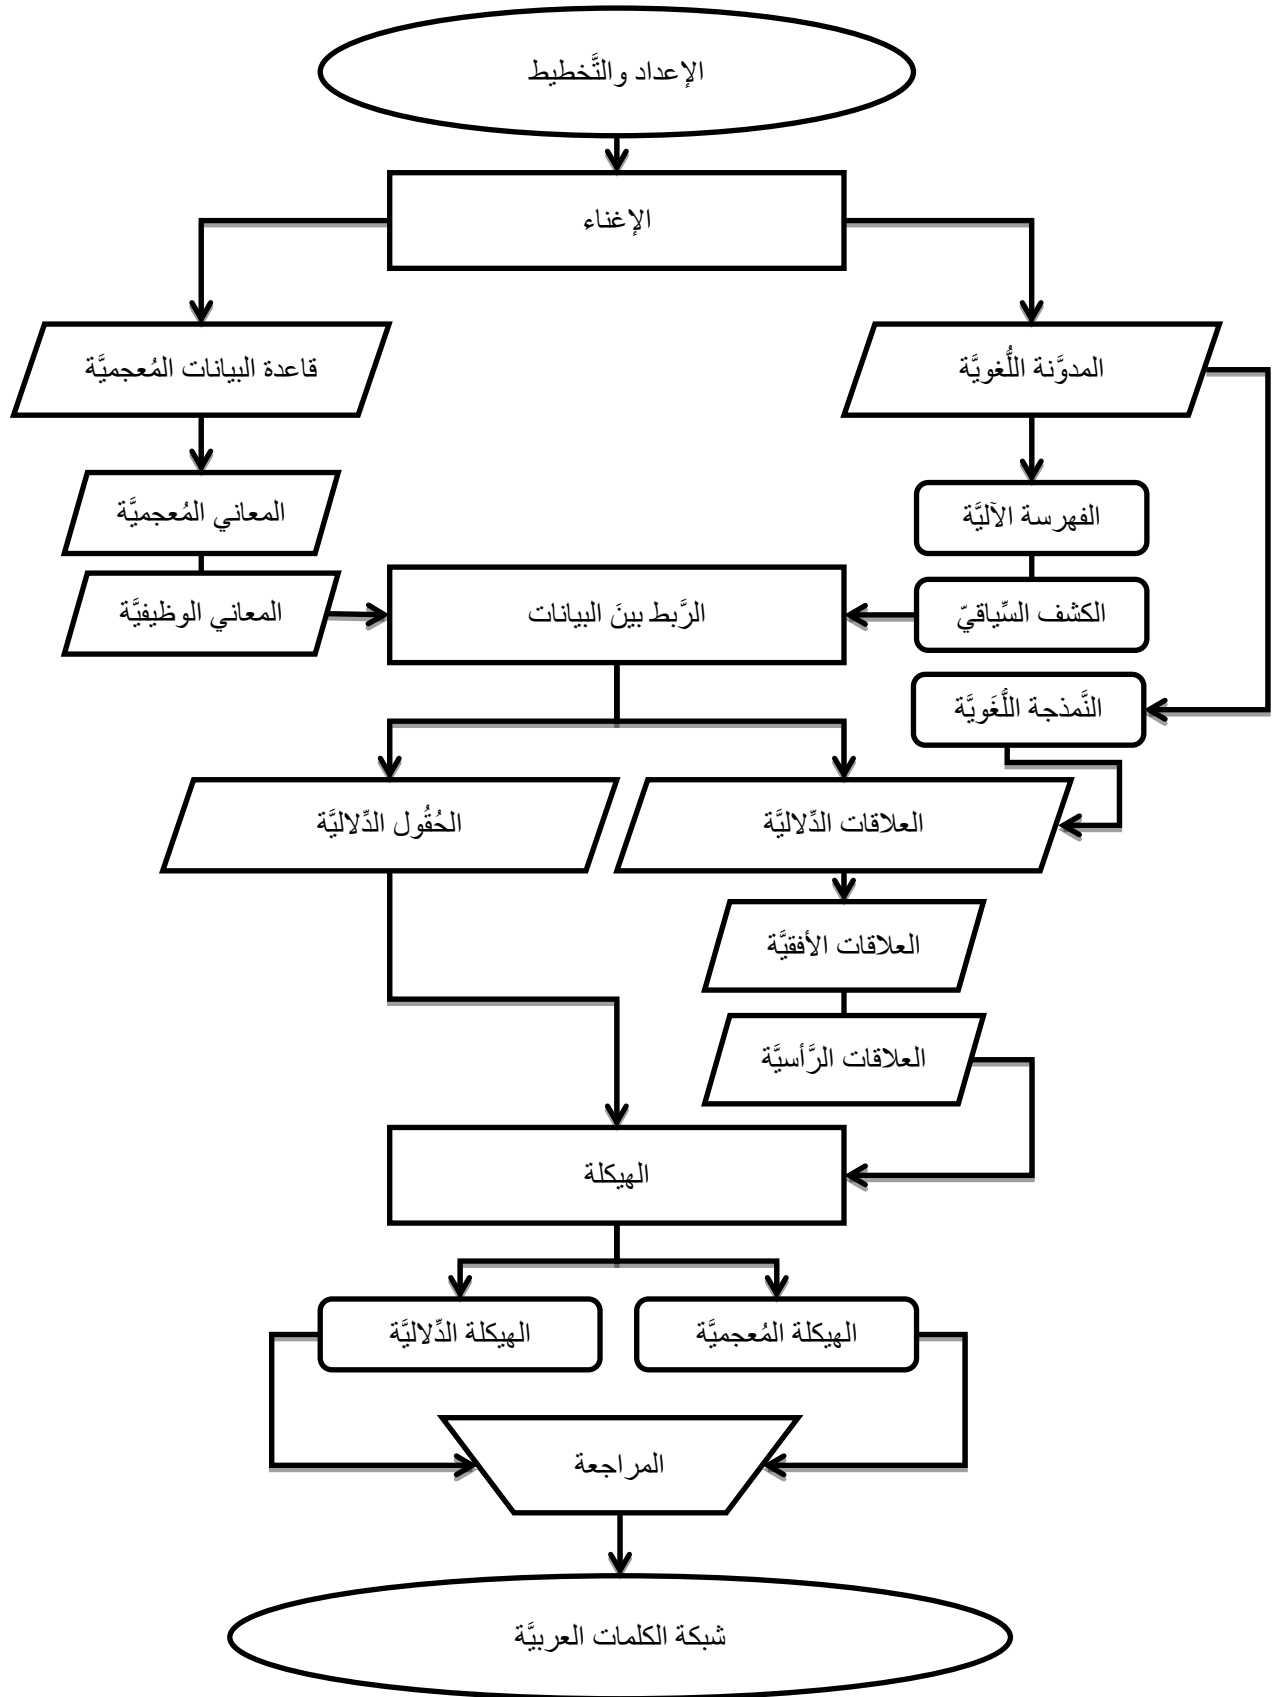 الإعداد والتَّخطيط
الإغناء
المدوَّنة اللُّغويَّة
قاعدة البيانات المُعجميَّة
الفهرسة الآليَّة
المعاني المُعجميَّة
الكشف السِّياقيّ
الرَّبط بينَ البيانات
المعاني الوظيفيَّة
النَّمذجة اللُّغَويَّة
العلاقات الدِّلاليَّة
الحُقُول الدِّلاليَّة
العلاقات الأفقيَّة
العلاقات الرَّأسيَّة
الهيكلة
الهيكلة المُعجميَّة
الهيكلة الدِّلاليَّة
المراجعة
شبكة الكلمات العربيَّة